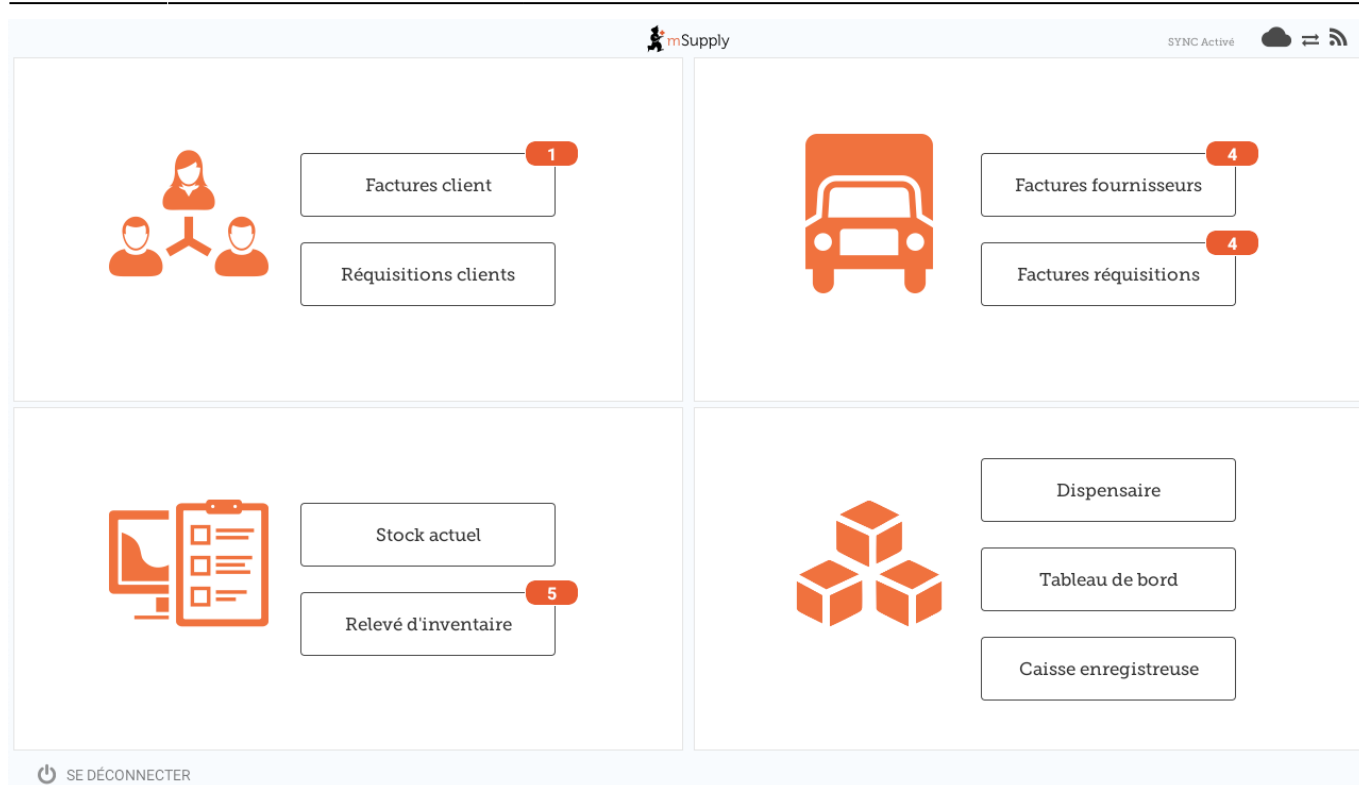 mSupply
SYNC Activé
1
Factures client
Réquisitions clients
4
Factures fournisseurs
4
Factures réquisitions
Stock actuel
5
Relevé d'inventaire
Dispensaire
Tableau de bord
Caisse enregistreuse
SE DÉCONNECTER